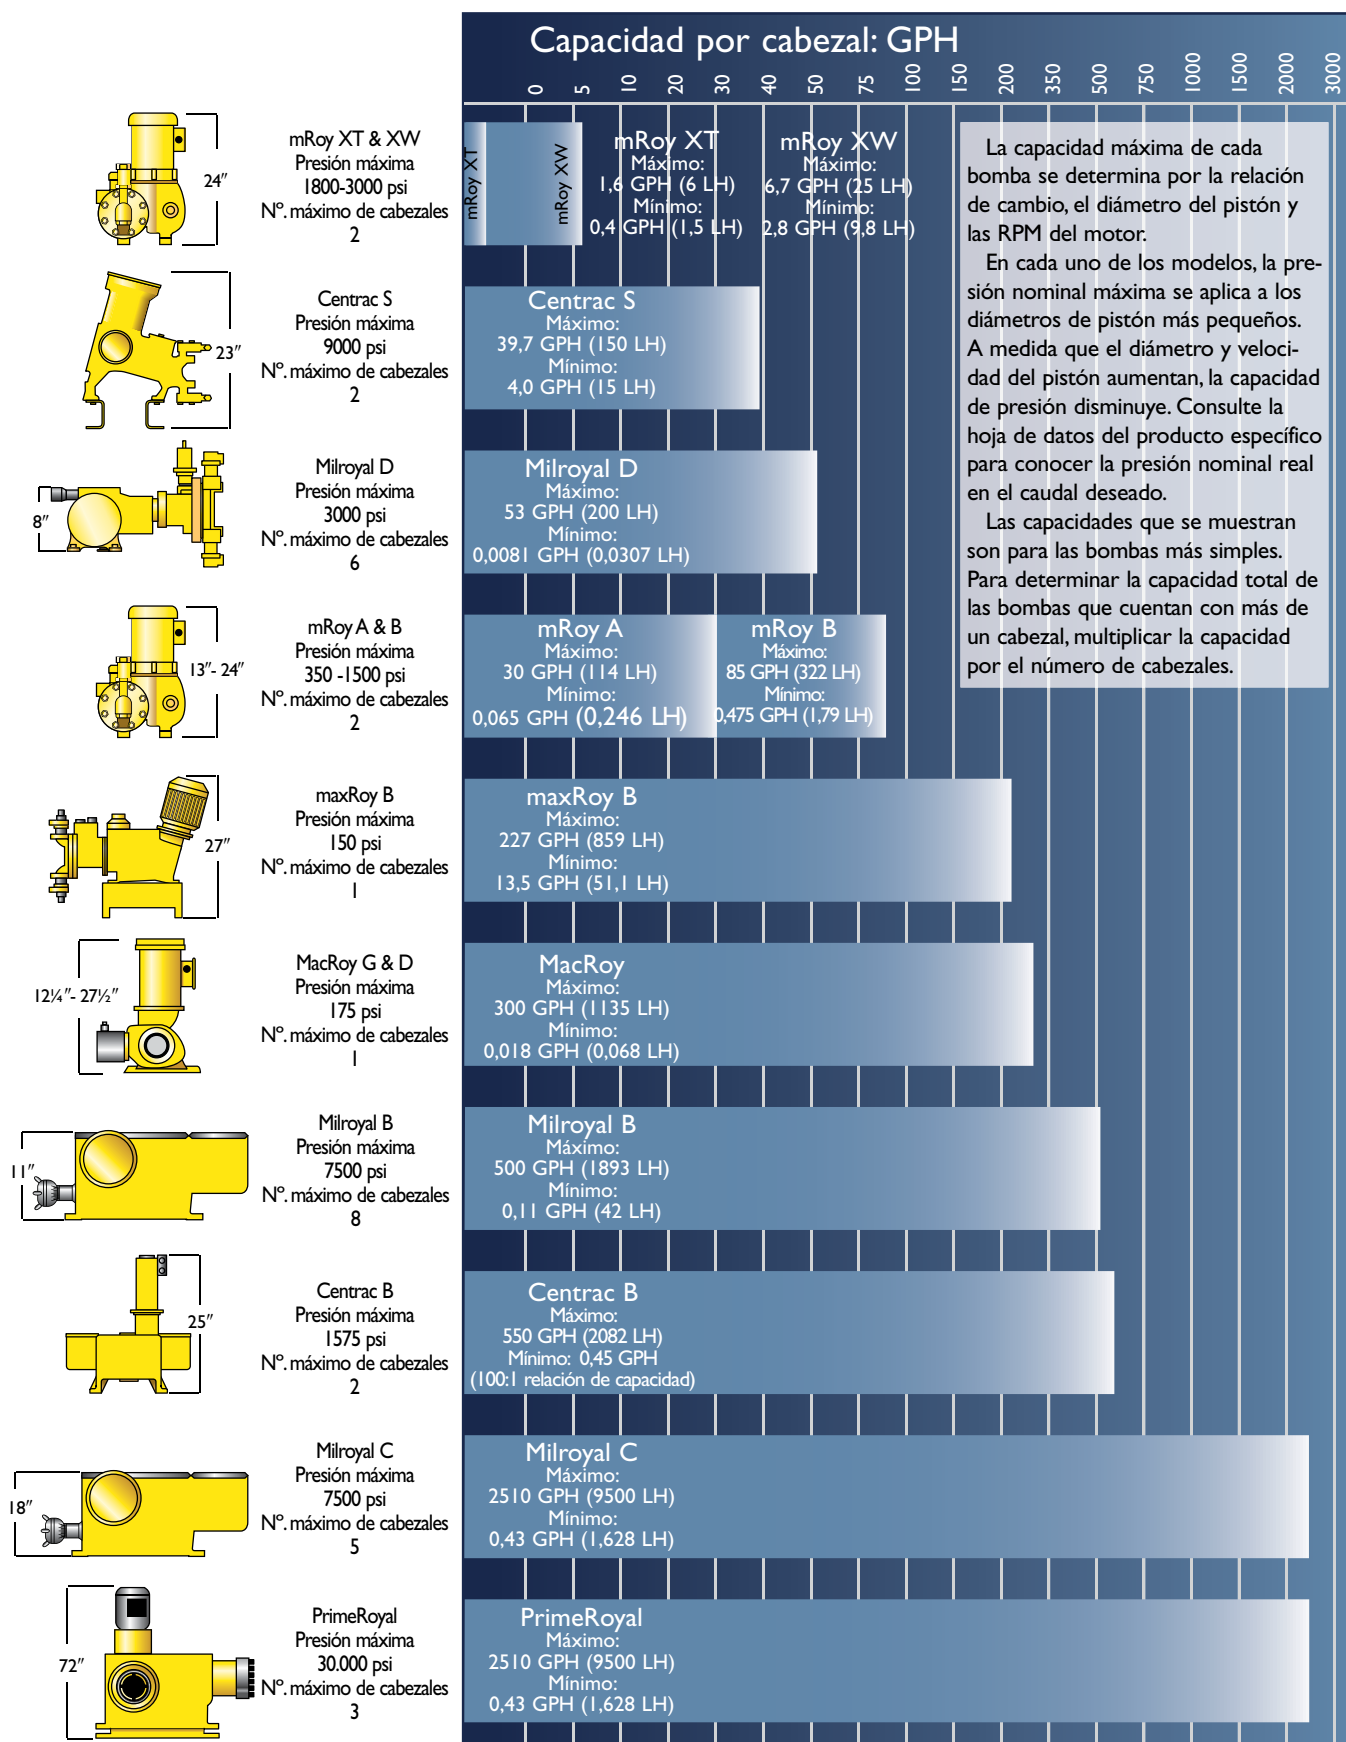 Capacidad por cabezal: GPH
0 5 10 20 30 40 50 75 100 150 200 350 500 750 1000 1500 2000 3000
24″
mRoy XT & XW
Presión máxima
1800-3000 psi
Nº. máximo de cabezales
2
mRoy XT
mRoy XW
mRoy XT
Máximo:
1,6 GPH (6 LH)
Mínimo:
0,4 GPH (1,5 LH)
mRoy XW
Máximo:
6,7 GPH (25 LH)
Mínimo:
2,8 GPH (9,8 LH)
La capacidad máxima de cada
bomba se determina por la relación
de cambio, el diámetro del pistón y
las RPM del motor.
En cada uno de los modelos, la pre-
sión nominal máxima se aplica a los
diámetros de pistón más pequeños.
A medida que el diámetro y veloci-
dad del pistón aumentan, la capacidad
de presión disminuye. Consulte la
hoja de datos del producto específico
para conocer la presión nominal real
en el caudal deseado.
Las capacidades que se muestran
son para las bombas más simples.
Para determinar la capacidad total de
las bombas que cuentan con más de
un cabezal, multiplicar la capacidad
por el número de cabezales.
23″
Centrac S
Presión máxima
9000 psi
Nº. máximo de cabezales
2
Centrac S
Máximo:
39,7 GPH (150 LH)
Mínimo:
4,0 GPH (15 LH)
8″
Milroyal D
Presión máxima
3000 psi
Nº. máximo de cabezales
6
Milroyal D
Máximo:
53 GPH (200 LH)
Mínimo:
0,0081 GPH (0,0307 LH)
13″- 24″
mRoy A & B
Presión máxima
350 -1500 psi
Nº. máximo de cabezales
2
mRoy A
Máximo:
30 GPH (114 LH)
Mínimo:
0,065 GPH (0,246 LH)
mRoy B
Máximo:
85 GPH (322 LH)
Mínimo:
0,475 GPH (1,79 LH)
27″
maxRoy B
Presión máxima
150 psi
Nº. máximo de cabezales
1
maxRoy B
Máximo:
227 GPH (859 LH)
Mínimo:
13,5 GPH (51,1 LH)
12¼″- 27½″
MacRoy G & D
Presión máxima
175 psi
Nº. máximo de cabezales
1
MacRoy
Máximo:
300 GPH (1135 LH)
Mínimo:
0,018 GPH (0,068 LH)
11″
Milroyal B
Presión máxima
7500 psi
Nº. máximo de cabezales
8
Milroyal B
Máximo:
500 GPH (1893 LH)
Mínimo:
0,11 GPH (42 LH)
25″
Centrac B
Presión máxima
1575 psi
Nº. máximo de cabezales
2
Centrac B
Máximo:
550 GPH (2082 LH)
Mínimo: 0,45 GPH
(100:1 relación de capacidad)
18″
Milroyal C
Presión máxima
7500 psi
Nº. máximo de cabezales
5
Milroyal C
Máximo:
2510 GPH (9500 LH)
Mínimo:
0,43 GPH (1,628 LH)
72″
PrimeRoyal
Presión máxima
30.000 psi
Nº. máximo de cabezales
3
PrimeRoyal
Máximo:
2510 GPH (9500 LH)
Mínimo:
0,43 GPH (1,628 LH)